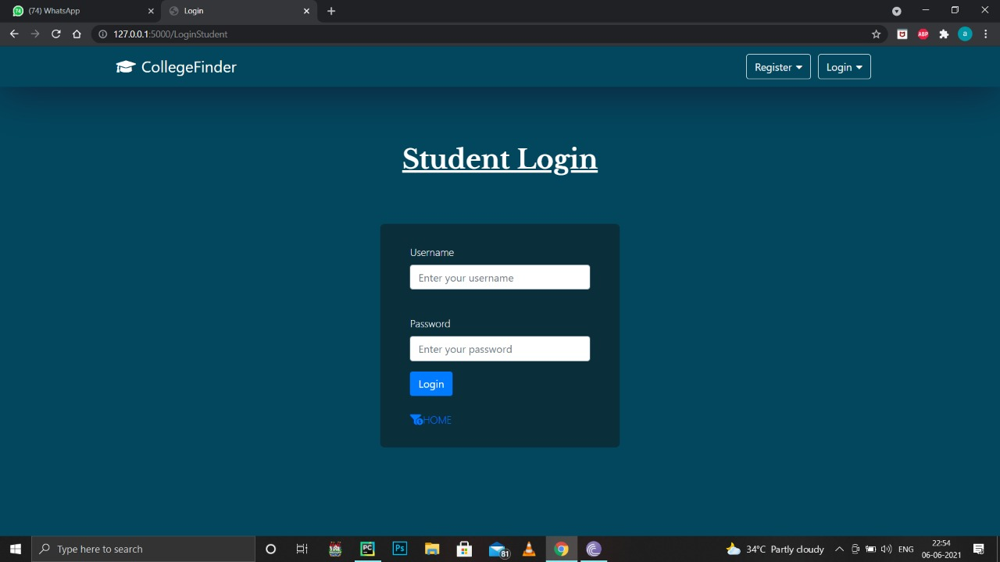 (74) WhatsApp
Login
127.0.0.1:5000/LoginStudent
ABP
a
CollegeFinder
Register
Login
Student Login
Username
Enter your username
Password
Enter your password
Login
HOME
Type here to search
PC
Ps
81
34°C Partly cloudy
ENG
22:54
06-06-2021